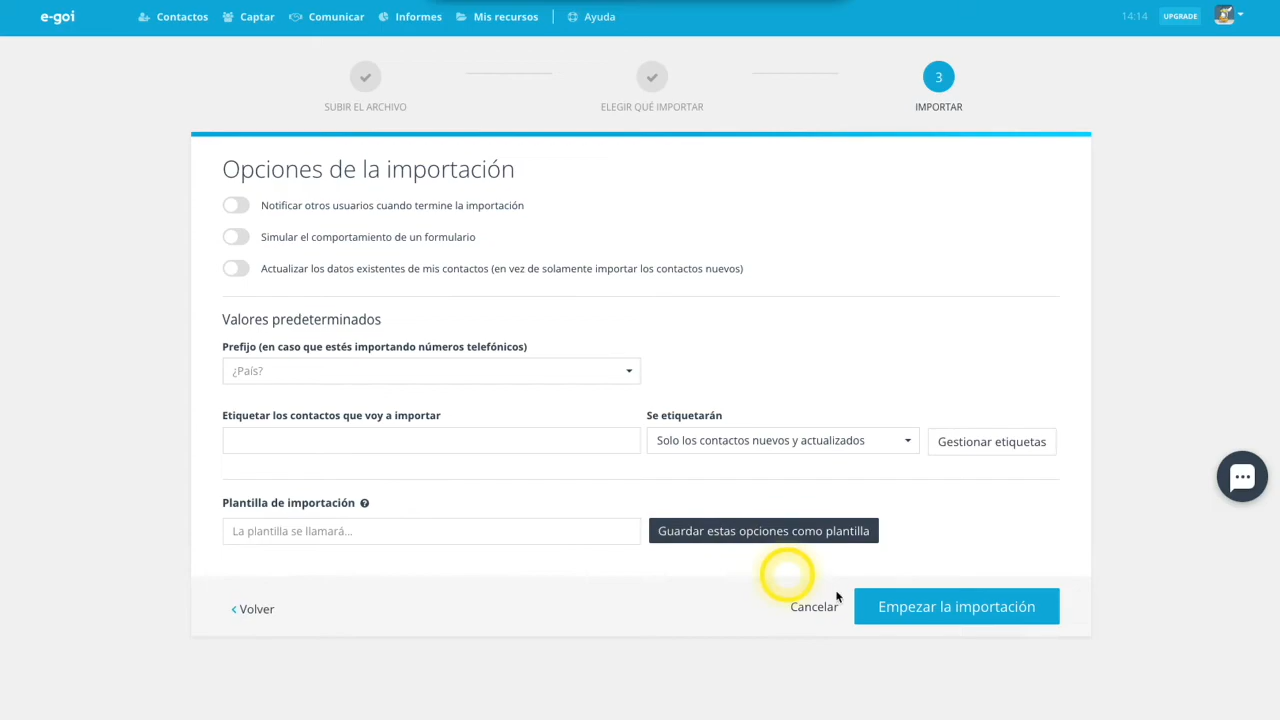 e-goi Contactos Captar Comunicar Informes Mis recursos Ayuda 14:14 UPGRADE
3
SUBIR EL ARCHIVO ELEGIR QUÉ IMPORTAR IMPORTAR
Opciones de la importación
Notificar otros usuarios cuando termine la importación
Simular el comportamiento de un formulario
Actualizar los datos existentes de mis contactos (en vez de solamente importar los contactos nuevos)
Valores predeterminados
Prefijo (en caso que estés importando números telefónicos)
¿País?
Etiquetar los contactos que voy a importar Se etiquetarán
Solo los contactos nuevos y actualizados Gestionar etiquetas
Plantilla de importación ?
La plantilla se llamará... Guardar estas opciones como plantilla
Volver Cancelar Empezar la importación